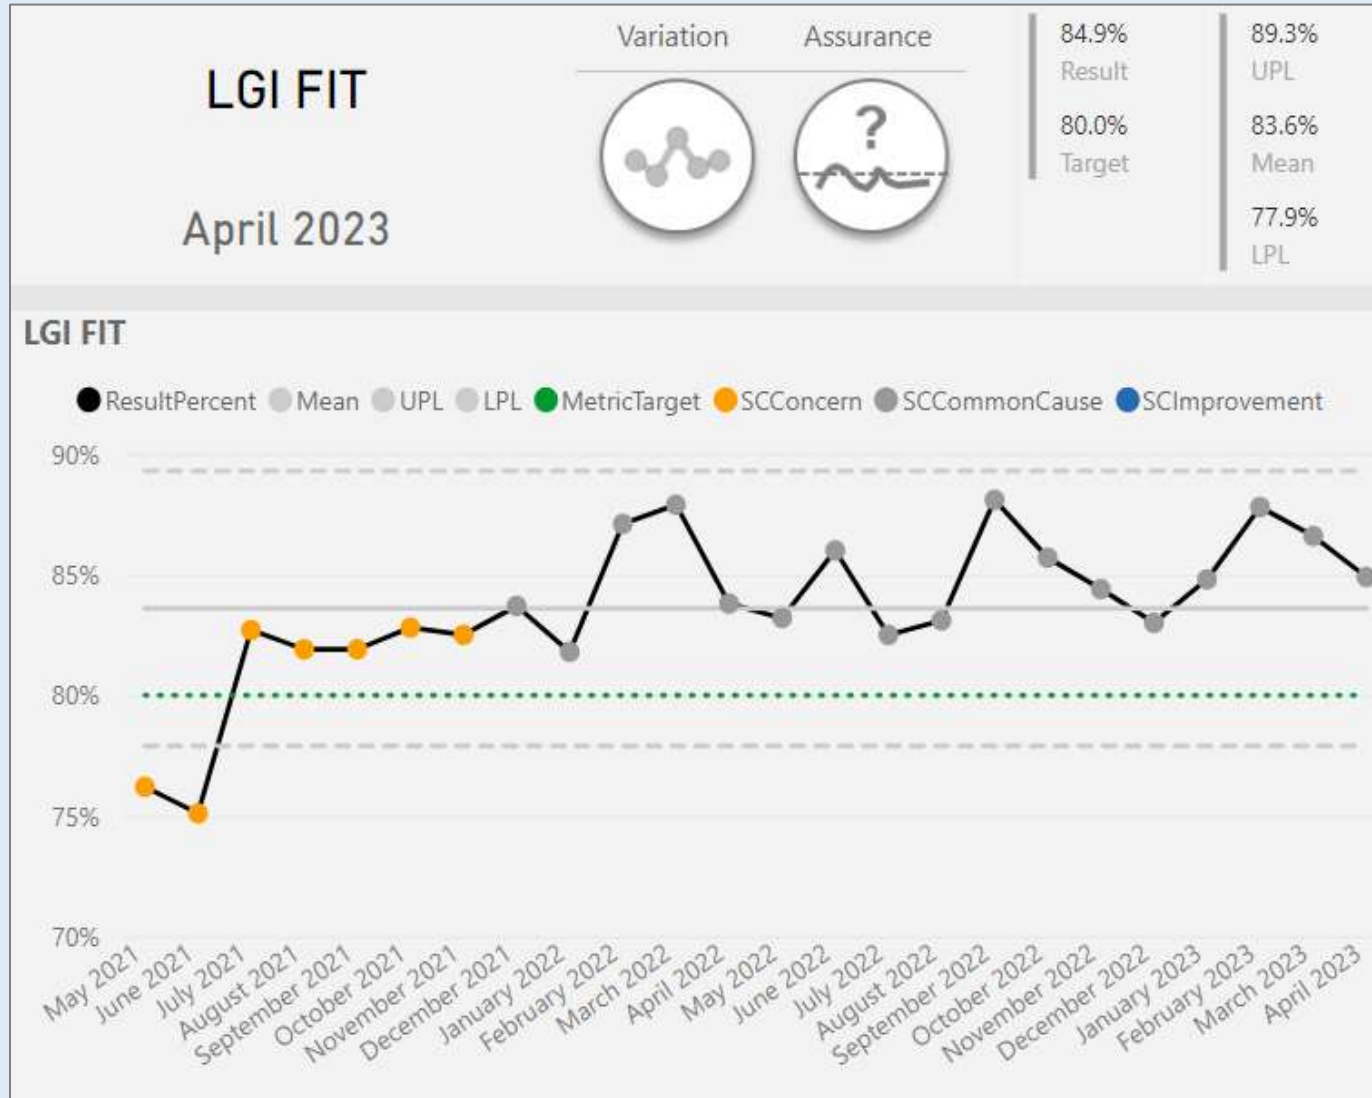 LGI FIT
April 2023
Variation
Assurance
?
84.9%
Result
80.0%
Target
89.3%
UPL
83.6%
Mean
77.9%
LPL
LGI FIT
ResultPercent Mean UPL LPL MetricTarget SCConcern SCCommonCause SCImprovement
90%
85%
80%
75%
70%
May 2021
June 2021
July 2021
August 2021
September 2021
October 2021
November 2021
December 2021
January 2022
February 2022
March 2022
April 2022
May 2022
June 2022
July 2022
August 2022
September 2022
October 2022
November 2022
December 2022
January 2023
February 2023
March 2023
April 2023